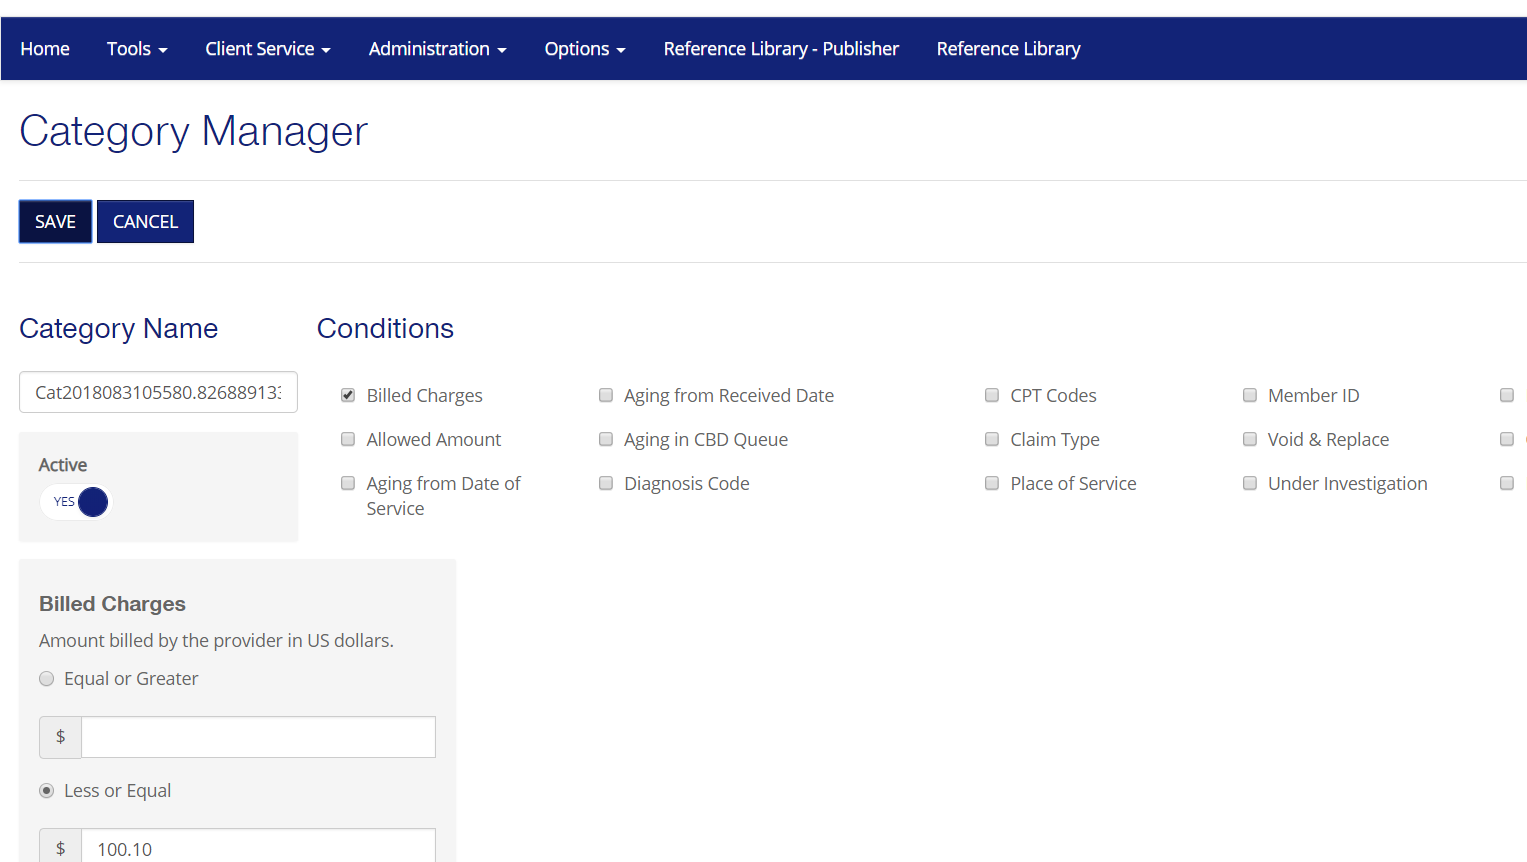 Home Tools Client Service Administration Options Reference Library - Publisher Reference Library
Category Manager
SAVE CANCEL
Category Name
Conditions
Cat2018083105580.82688913
Active
YES
Billed Charges Aging from Received Date CPT Codes Member ID
Allowed Amount Aging in CBD Queue Claim Type Void & Replace
Aging from Date of Service Diagnosis Code Place of Service Under Investigation
Billed Charges
Amount billed by the provider in US dollars.
Equal or Greater
$
Less or Equal
$ 100.10